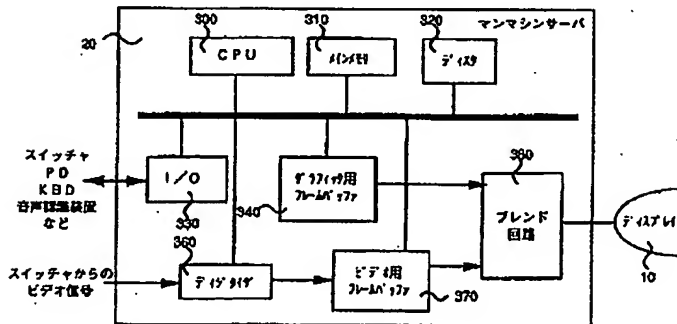 300
310
320
マンマシンサーバ
20
CPU
メインメモリ
ディスク
スイッチャ
PD
KBD
音声認識装置
など
I/O
330
グラフィック用
フレームバッファ
340
380
ブレンド
回路
ディスプレイ
10
360
スイッチャからの
ビデオ信号
ディジタイザ
ビデオ用
フレームバッファ
370